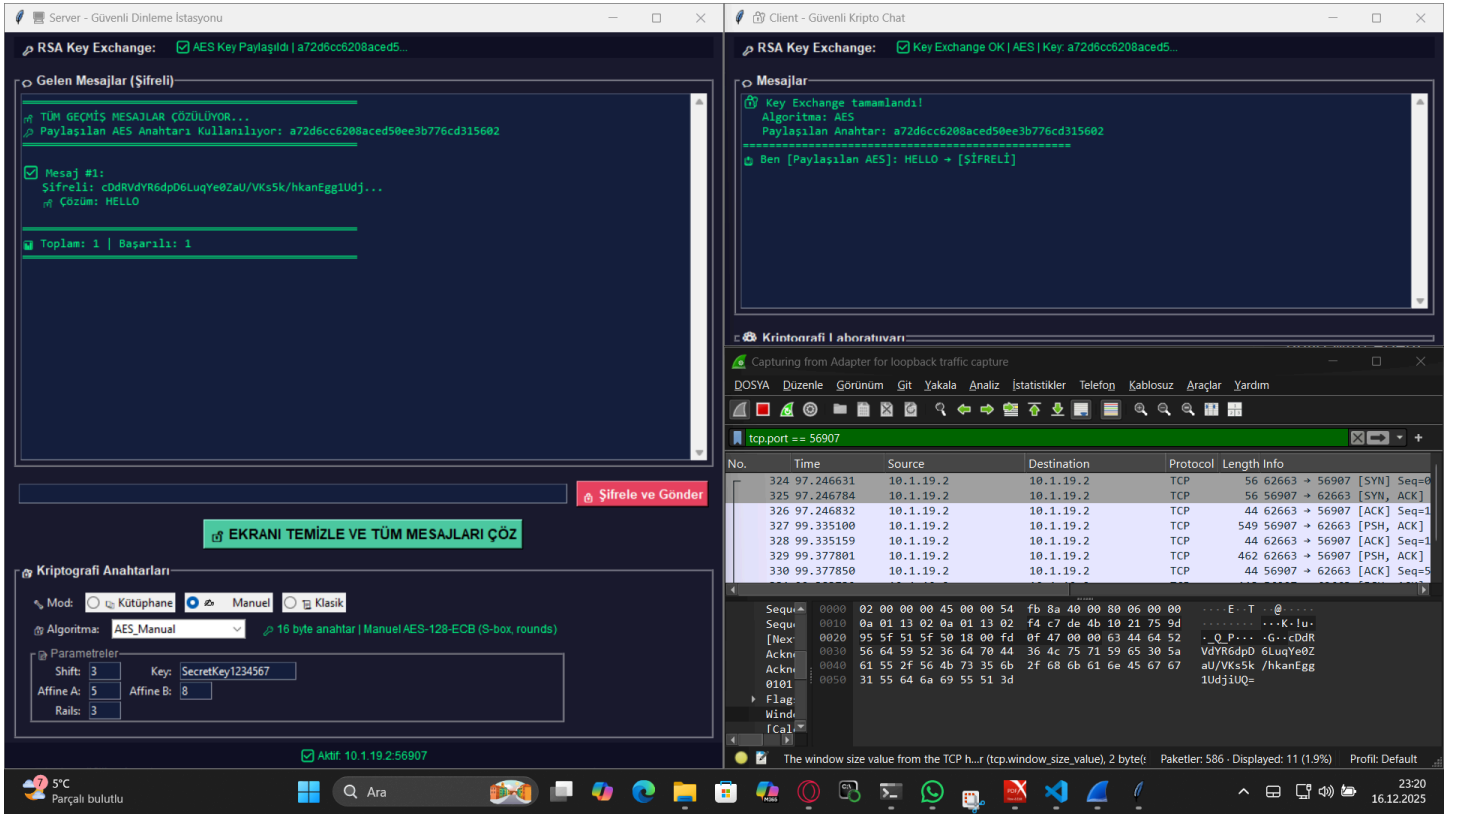 Server - Güvenli Dinleme İstasyonu
RSA Key Exchange: AES Key Paylaşıldı | a72d6cc6208aced5...
Gelen Mesajlar (Şifreli)
TÜM GEÇMİŞ MESAJLAR ÇÖZÜLÜYOR...
Paylaşılan AES Anahtarı Kullanılıyor: a72d6cc6208aced50ee3b776cd315602
Mesaj #1:
Şifreli: cDdRVdYR6dpD6LuqYe0ZaU/VKs5k/hkanEgg1Udj...
Çözüm: HELLO
Toplam: 1 | Başarılı: 1
Şifrele ve Gönder
EKRANI TEMİZLE VE TÜM MESAJLARI ÇÖZ
Kriptografi Anahtarları
Mod: Kütüphane Manuel Klasik
Algoritma: AES_Manual 16 byte anahtar | Manuel AES-128-ECB (S-box, rounds)
Parametreler
Shift: 3 Key: SecretKey1234567
Affine A: 5 Affine B: 8
Rails: 3
Aktif: 10.1.19.2:56907
Client - Güvenli Kripto Chat
RSA Key Exchange: Key Exchange OK | AES | Key: a72d6cc6208aced5...
Mesajlar
Key Exchange tamamlandı!
Algoritma: AES
Paylaşılan Anahtar: a72d6cc6208aced50ee3b776cd315602
==================================================
Ben [Paylaşılan AES]: HELLO → [ŞİFRELİ]
Kriptografi Laboratuvarı
Capturing from Adapter for loopback traffic capture
DOSYA Düzenle Görünüm Git Yakala Analiz İstatistikler Telefon Kablosuz Araçlar Yardım
tcp.port == 56907
No. Time Source Destination Protocol Length Info
324 97.246631 10.1.19.2 10.1.19.2 TCP 56 62663 → 56907 [SYN] Seq=0
325 97.246784 10.1.19.2 10.1.19.2 TCP 56 56907 → 62663 [SYN, ACK]
326 97.246832 10.1.19.2 10.1.19.2 TCP 44 62663 → 56907 [ACK] Seq=1
327 99.335100 10.1.19.2 10.1.19.2 TCP 549 56907 → 62663 [PSH, ACK]
328 99.335159 10.1.19.2 10.1.19.2 TCP 44 62663 → 56907 [ACK] Seq=1
329 99.377801 10.1.19.2 10.1.19.2 TCP 462 62663 → 56907 [PSH, ACK]
330 99.377850 10.1.19.2 10.1.19.2 TCP 44 56907 → 62663 [ACK] Seq=5
Seque
Seque
[Nex
Ackn
Ackn
0101
Flag
Wind
[Cal
0000 02 00 00 00 45 00 00 54 fb 8a 40 00 80 06 00 00 ····E··T ··@·····
0010 0a 01 13 02 0a 01 13 02 f4 c7 de 4b 10 21 75 9d ········ ···K·!u·
0020 95 5f 51 5f 50 18 00 fd 0f 47 00 00 63 44 64 52 ·_Q_P··· ·G··cDdR
0030 56 64 59 52 36 64 70 44 36 4c 75 71 59 65 30 5a VdYR6dpD 6LuqYe0Z
0040 61 55 2f 56 4b 73 35 6b 2f 68 6b 61 6e 45 67 67 aU/VKs5k /hkanEgg
0050 31 55 64 6a 69 55 51 3d 1UdjiUQ=
The window size value from the TCP h...r (tcp.window_size_value), 2 byte(s Paketler: 586 · Displayed: 11 (1.9%) Profil: Default
7
5°C
Parçalı bulutlu
Ara
M365
PDF
23:20
16.12.2025